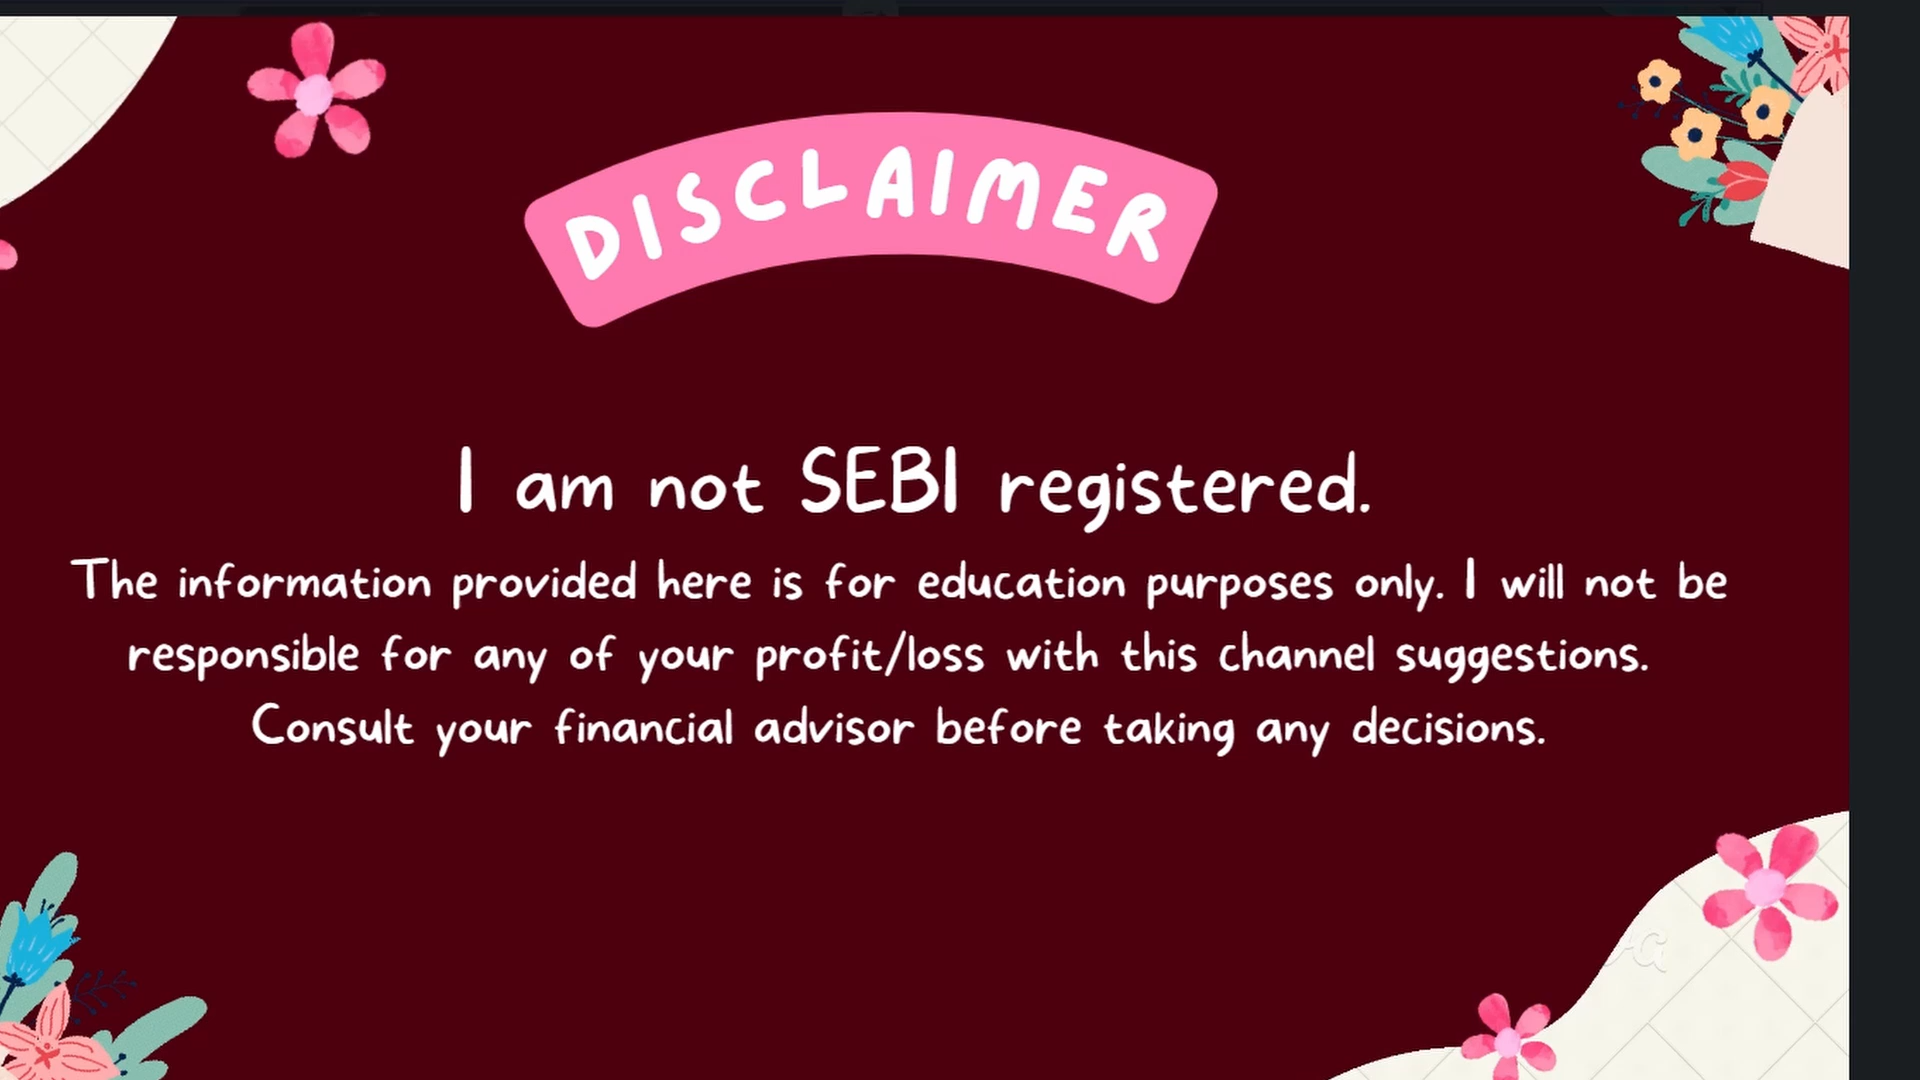 DISCLAIMER
I am not SEBI registered.
The information provided here is for education purposes only. I will not be
responsible for any of your profit/loss with this channel suggestions.
Consult your financial advisor before taking any decisions.